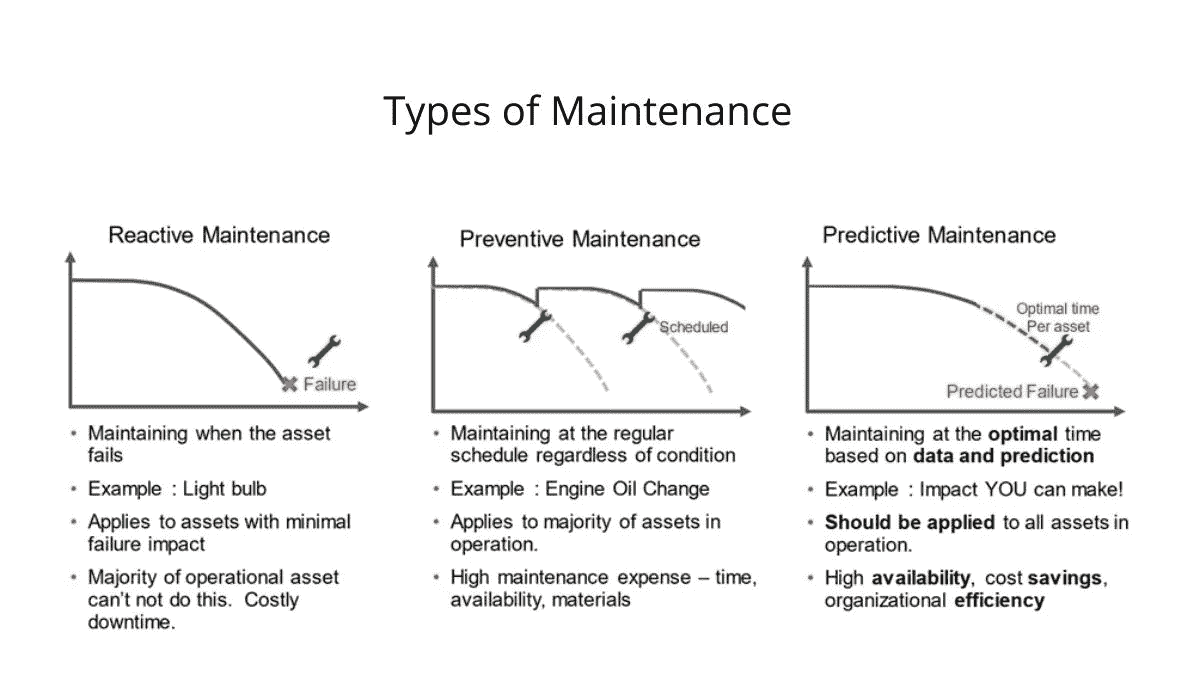 Types of Maintenance
Reactive Maintenance
Failure
• Maintaining when the asset
fails
• Example : Light bulb
• Applies to assets with minimal
failure impact
• Majority of operational asset
can't not do this. Costly
downtime.
Preventive Maintenance
Scheduled
• Maintaining at the regular
schedule regardless of condition
• Example : Engine Oil Change
• Applies to majority of assets in
operation.
• High maintenance expense – time,
availability, materials
Predictive Maintenance
Optimal time
Per asset
Predicted Failure
• Maintaining at the optimal time
based on data and prediction
• Example : Impact YOU can make!
• Should be applied to all assets in
operation.
• High availability, cost savings,
organizational efficiency